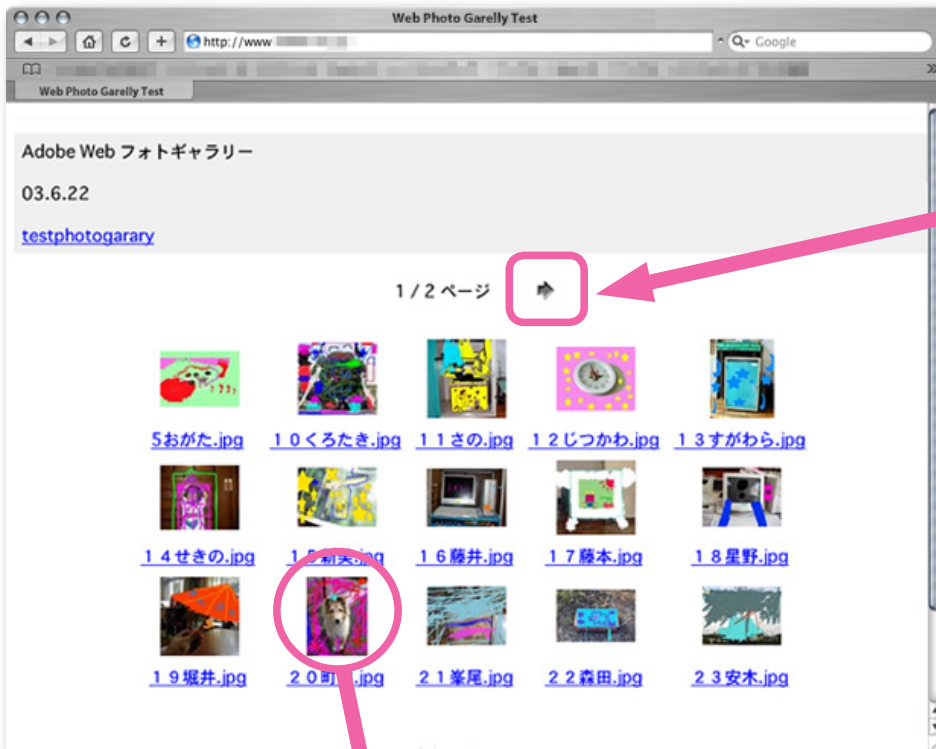 Web Photo Garelly Test
http://www
Google
Web Photo Garelly Test
Adobe Web フォトギャラリー
03.6.22
testphotogarary
1 / 2 ページ
5おがた.jpg １０くろたき.jpg １１さの.jpg １２じつかわ.jpg １３すがわら.jpg
１４せきの.jpg .jpg １６藤井.jpg １７藤本.jpg １８星野.jpg
１９堀井.jpg ２０町 .jpg ２１峯尾.jpg ２２森田.jpg ２３安木.jpg